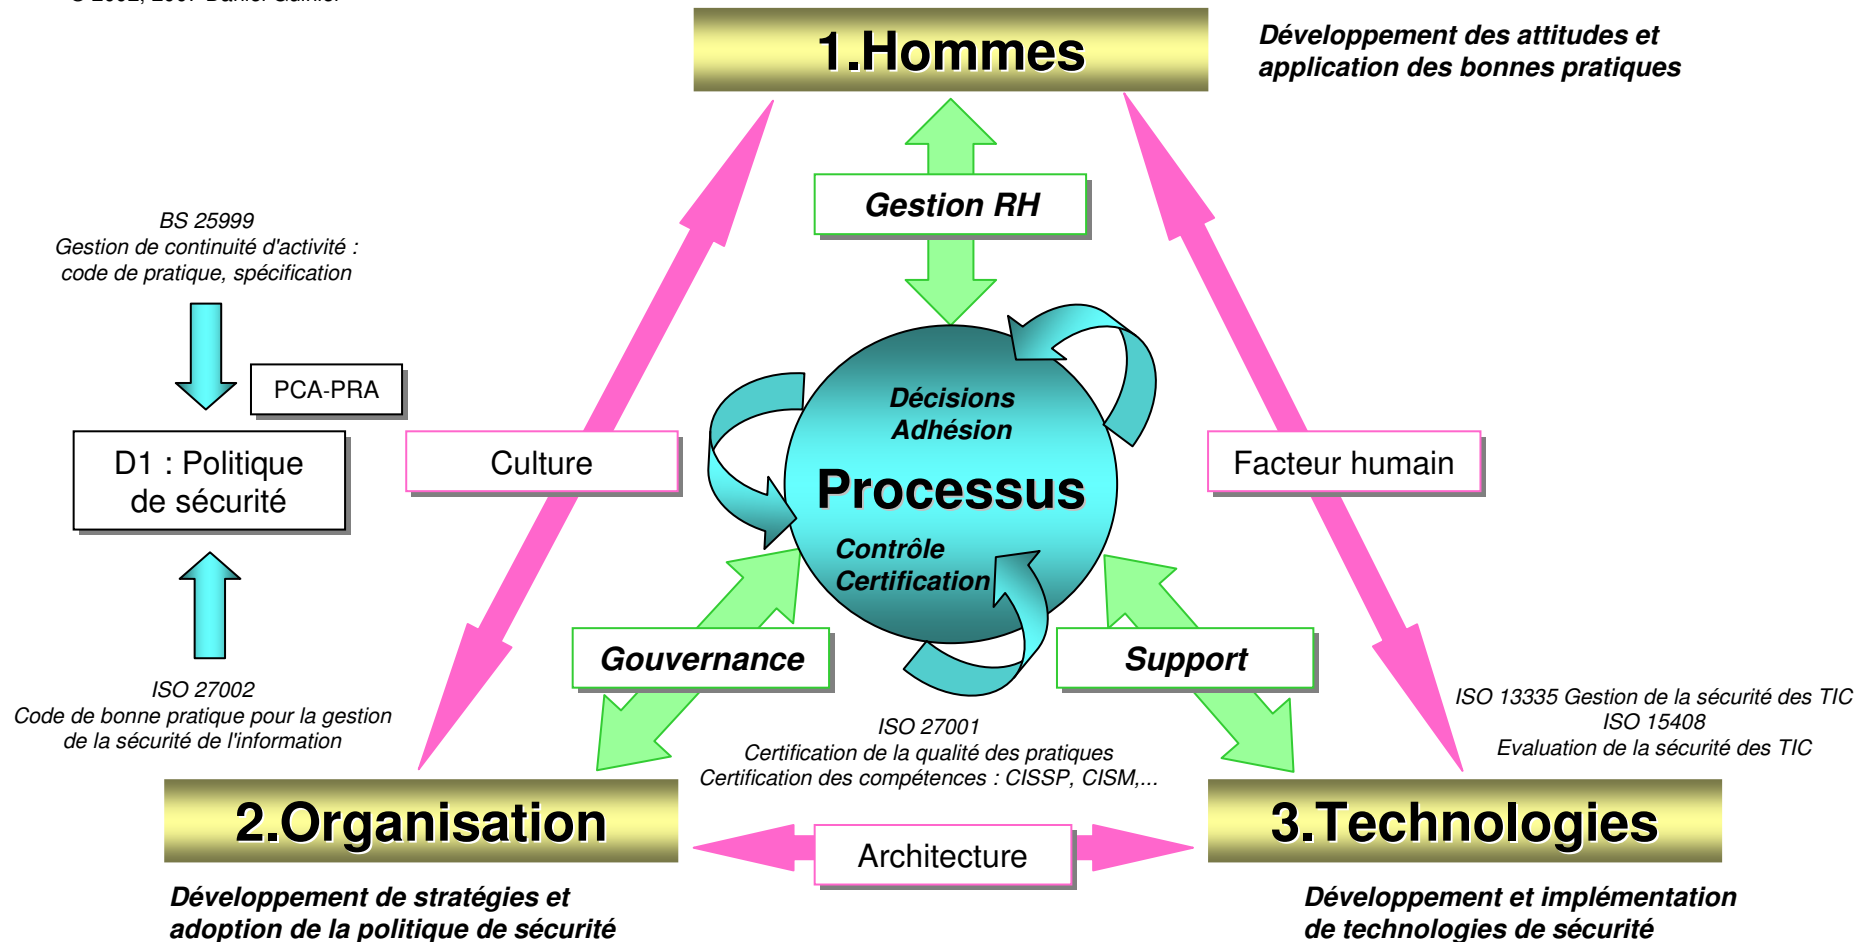 1.Hommes
Développement des attitudes et
application des bonnes pratiques
Gestion RH
BS 25999
Gestion de continuité d'activité :
code de pratique, spécification
PCA-PRA
D1 : Politique
de sécurité
Culture
Décisions
Adhésion
Processus
Contrôle
Certification
Facteur humain
Gouvernance
Support
ISO 27002
Code de bonne pratique pour la gestion
de la sécurité de l'information
ISO 27001
Certification de la qualité des pratiques
Certification des compétences : CISSP, CISM,...
ISO 13335 Gestion de la sécurité des TIC
ISO 15408
Evaluation de la sécurité des TIC
2.Organisation
Architecture
3.Technologies
Développement de stratégies et
adoption de la politique de sécurité
Développement et implémentation
de technologies de sécurité